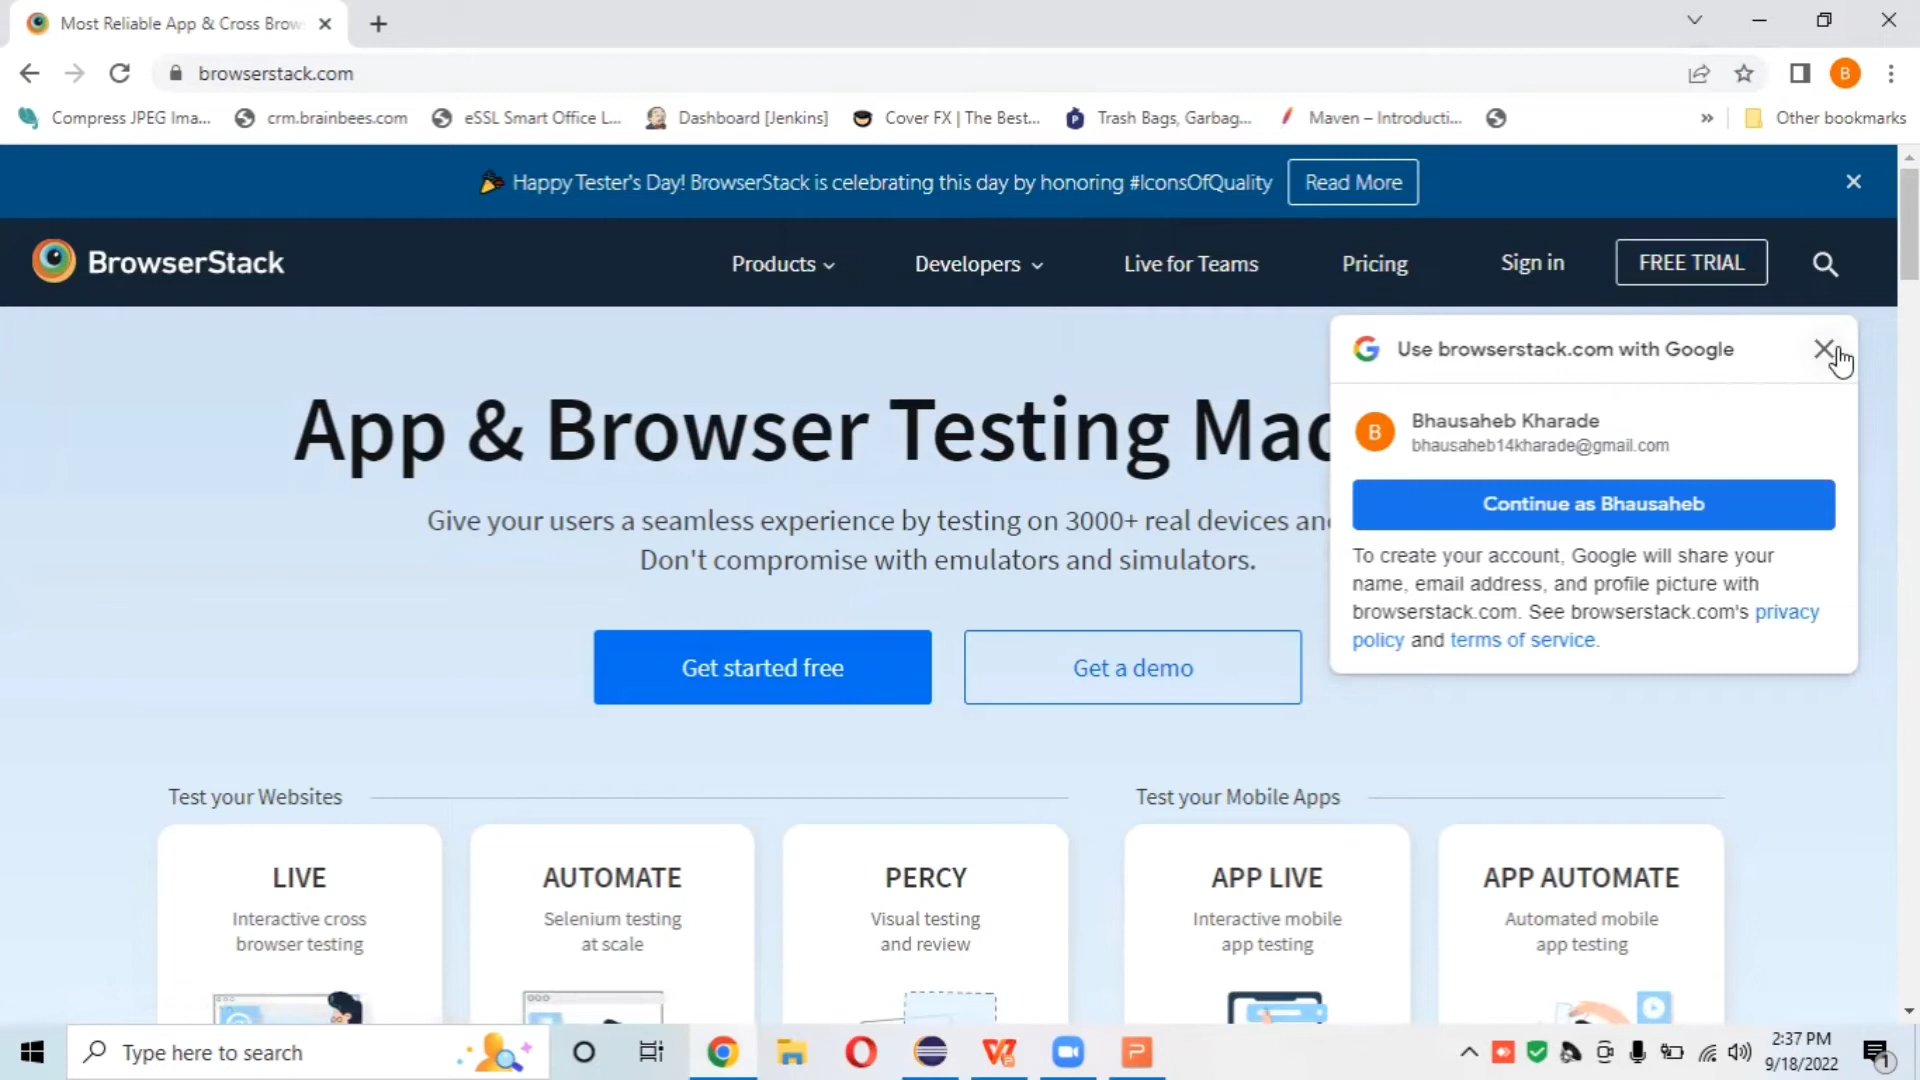 Most Reliable App & Cross Brow
browserstack.com
B
Compress JPEG Ima...
crm.brainbees.com
eSSL Smart Office L...
Dashboard [Jenkins]
Cover FX | The Best...
Trash Bags, Garbag...
Maven – Introducti...
Other bookmarks
Happy Tester's Day! BrowserStack is celebrating this day by honoring #IconsOfQuality
Read More
BrowserStack
Products
Developers
Live for Teams
Pricing
Sign in
FREE TRIAL
Use browserstack.com with Google
B
Bhausaheb Kharade
bhausaheb14kharade@gmail.com
Continue as Bhausaheb
To create your account, Google will share your
name, email address, and profile picture with
browserstack.com. See browserstack.com's privacy
policy and terms of service.
App & Browser Testing Mad
Give your users a seamless experience by testing on 3000+ real devices an
Don't compromise with emulators and simulators.
Get started free
Get a demo
Test your Websites
Test your Mobile Apps
LIVE
Interactive cross
browser testing
AUTOMATE
Selenium testing
at scale
PERCY
Visual testing
and review
APP LIVE
Interactive mobile
app testing
APP AUTOMATE
Automated mobile
app testing
Type here to search
2:37 PM
9/18/2022
1